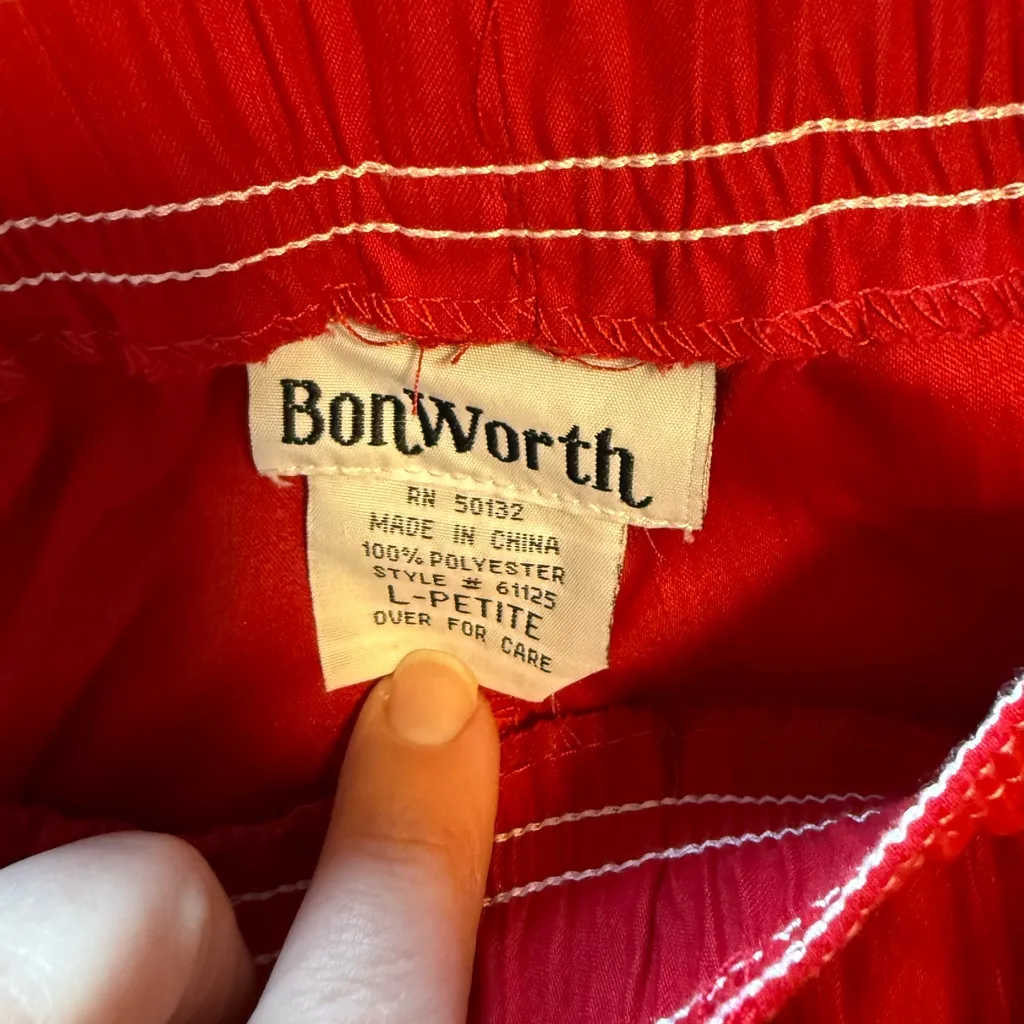 BonWorth
RN 50132
MADE IN CHINA
100% POLYESTER
STYLE # 61125
L-PETITE
OVER FOR CARE